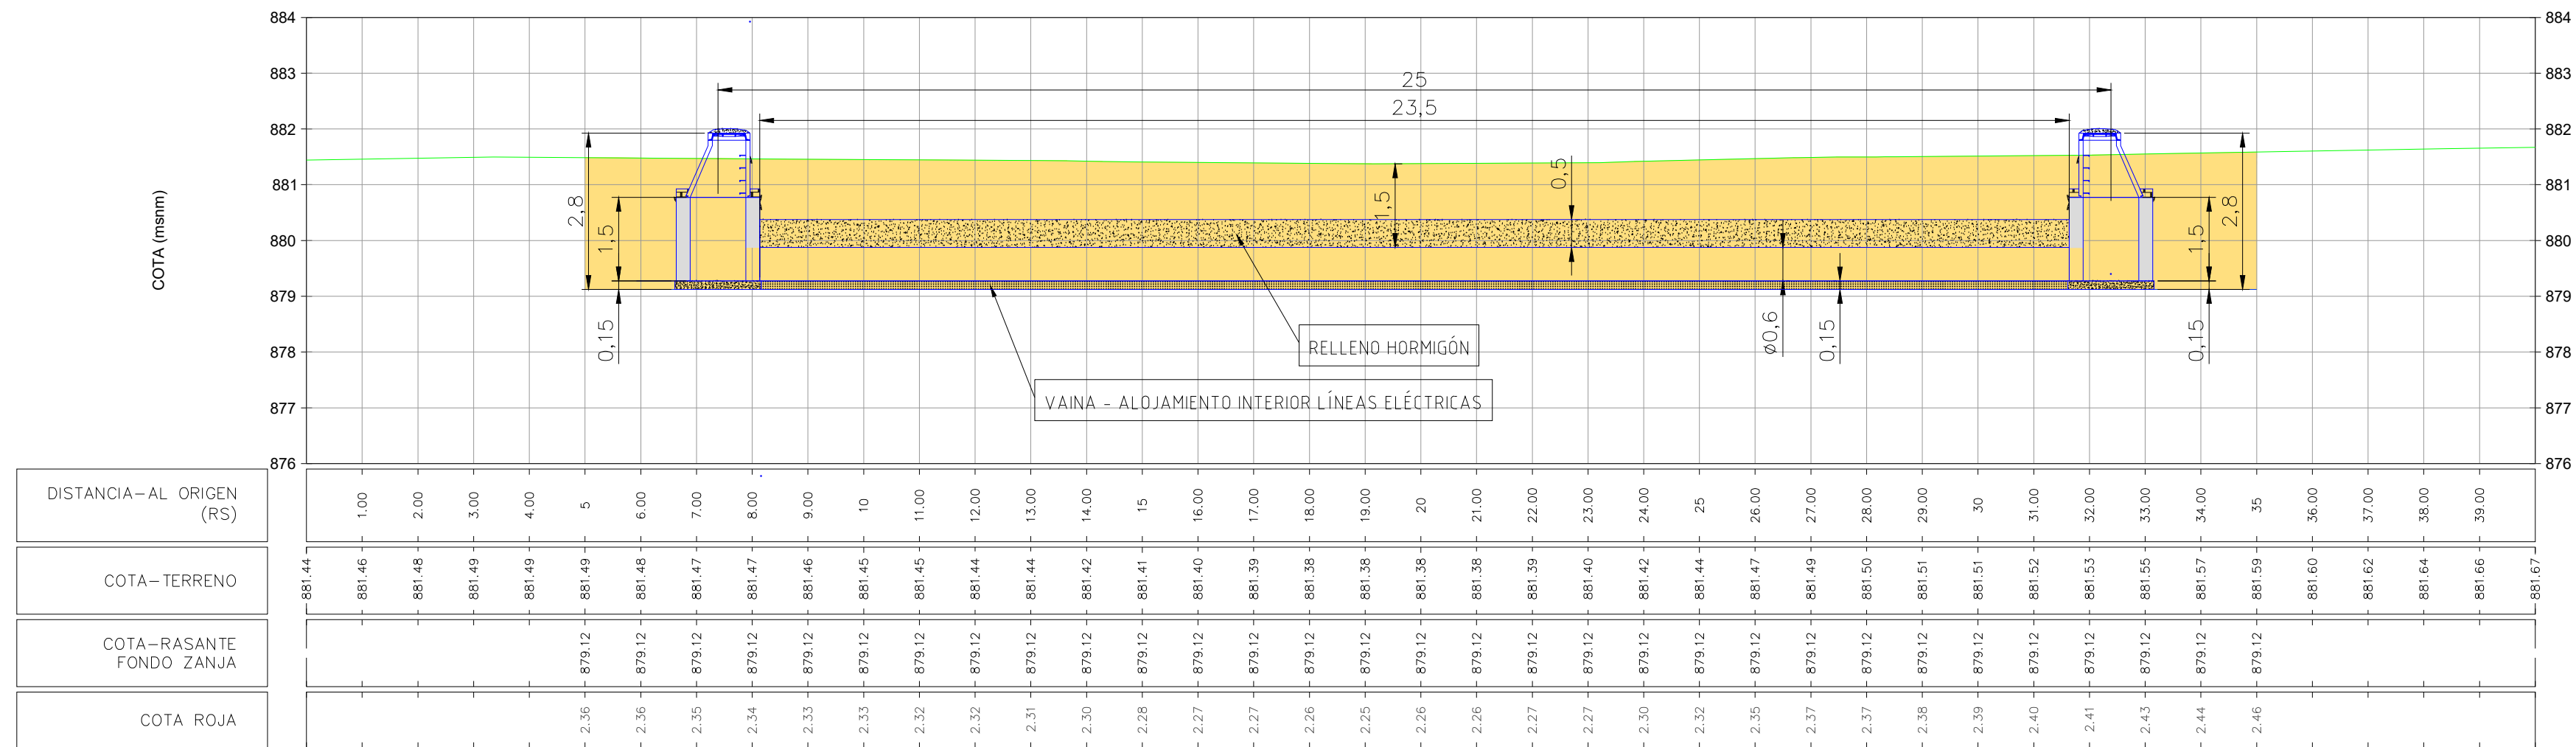 884
884
883
883
25
23,5
882
882
881
881
0,5
2,8
1,5
1,5
1,5
2,8
880
880
879
879
0,15
Ø0,6
0,15
0,15
RELLENO HORMIGÓN
878
878
VAINA - ALOJAMIENTO INTERIOR LÍNEAS ELÉCTRICAS
877
877
876
876
COTA (msnm)
DISTANCIA-AL ORIGEN
(RS)
1.00 2.00 3.00 4.00 5 6.00 7.00 8.00 9.00 10 11.00 12.00 13.00 14.00 15 16.00 17.00 18.00 19.00 20 21.00 22.00 23.00 24.00 25 26.00 27.00 28.00 29.00 30 31.00 32.00 33.00 34.00 35 36.00 37.00 38.00 39.00
COTA-TERRENO
881.44 881.46 881.48 881.49 881.49 881.49 881.48 881.47 881.47 881.46 881.45 881.45 881.44 881.44 881.42 881.41 881.40 881.39 881.38 881.38 881.38 881.38 881.39 881.40 881.42 881.44 881.47 881.49 881.50 881.51 881.51 881.52 881.53 881.55 881.57 881.59 881.60 881.62 881.64 881.66 881.67
COTA-RASANTE
FONDO ZANJA
879.12 879.12 879.12 879.12 879.12 879.12 879.12 879.12 879.12 879.12 879.12 879.12 879.12 879.12 879.12 879.12 879.12 879.12 879.12 879.12 879.12 879.12 879.12 879.12 879.12 879.12 879.12 879.12 879.12 879.12 879.12
COTA ROJA
2.36 2.36 2.35 2.34 2.33 2.33 2.32 2.32 2.31 2.30 2.28 2.27 2.27 2.26 2.25 2.26 2.26 2.27 2.27 2.30 2.32 2.35 2.37 2.37 2.38 2.39 2.40 2.41 2.43 2.44 2.46